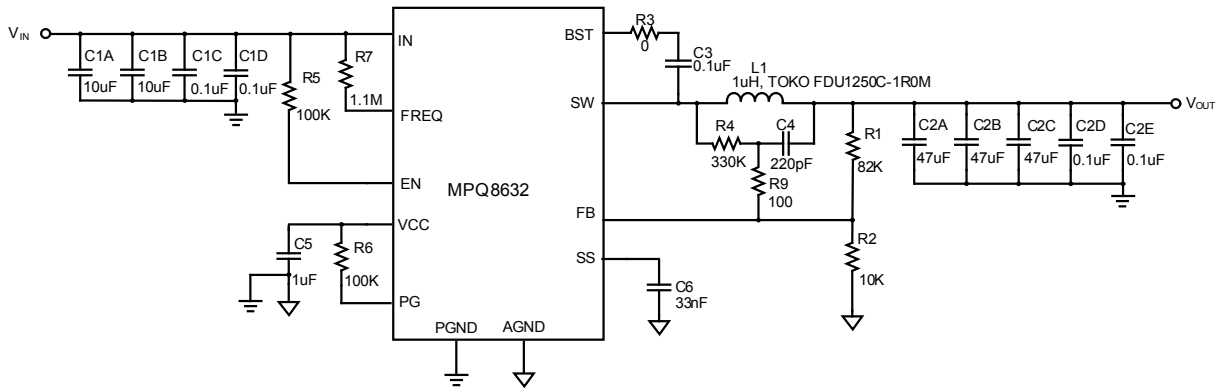 V IN
C1A
10uF
C1B
10uF
C1C
0.1uF
C1D
0.1uF
R5
100K
R7
1.1M
IN
FREQ
EN
VCC
PG
PGND
AGND
MPQ8632
BST
SW
FB
SS
C5
1uF
R6
100K
R3
0
C3
0.1uF
L1
1uH, TOKO FDU1250C-1R0M
R4
330K
C4
220pF
R9
100
R1
82K
R2
10K
C6
33nF
C2A
47uF
C2B
47uF
C2C
47uF
C2D
0.1uF
C2E
0.1uF
VOUT